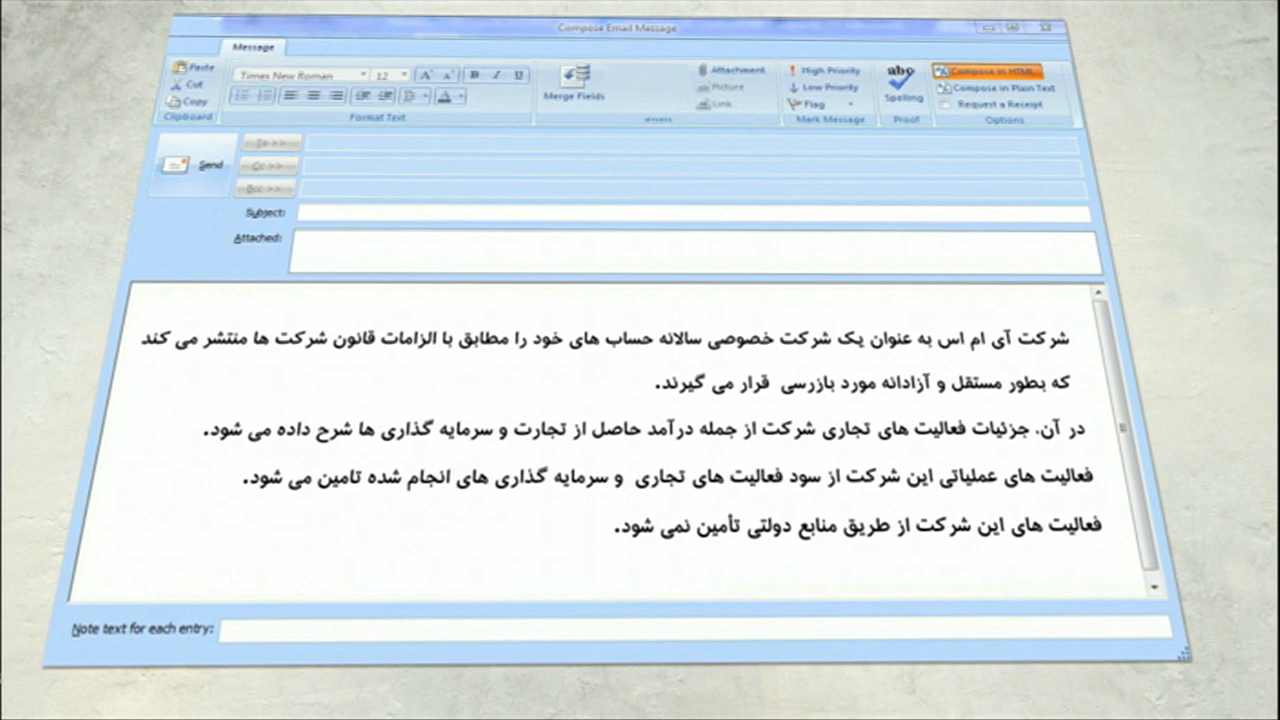 Compose Email Message
Message
Paste
Cut
Copy
Clipboard
Times New Roman 12 A A B I U
Format Text
Merge Fields
Attachment
Picture
Link
High Priority
Low Priority
Flag
Mark Message
abc
Spelling
Proof
Compose in HTML
Compose in Plain Text
Request a Receipt
Options
Send
To >>
Cc >>
Bcc >>
Subject:
Attached:
شرکت آی ام اس به عنوان یک شرکت خصوصی سالانه حساب های خود را مطابق با الزامات قانون شرکت ها منتشر می کند
که بطور مستقل و آزادانه مورد بازرسی قرار می گیرند.
در آن، جزئیات فعالیت های تجاری شرکت از جمله درآمد حاصل از تجارت و سرمایه گذاری ها شرح داده می شود.
فعالیت های عملیاتی این شرکت از سود فعالیت های تجاری و سرمایه گذاری های انجام شده تامین می شود.
فعالیت های این شرکت از طریق منابع دولتی تأمین نمی شود.
Note text for each entry: